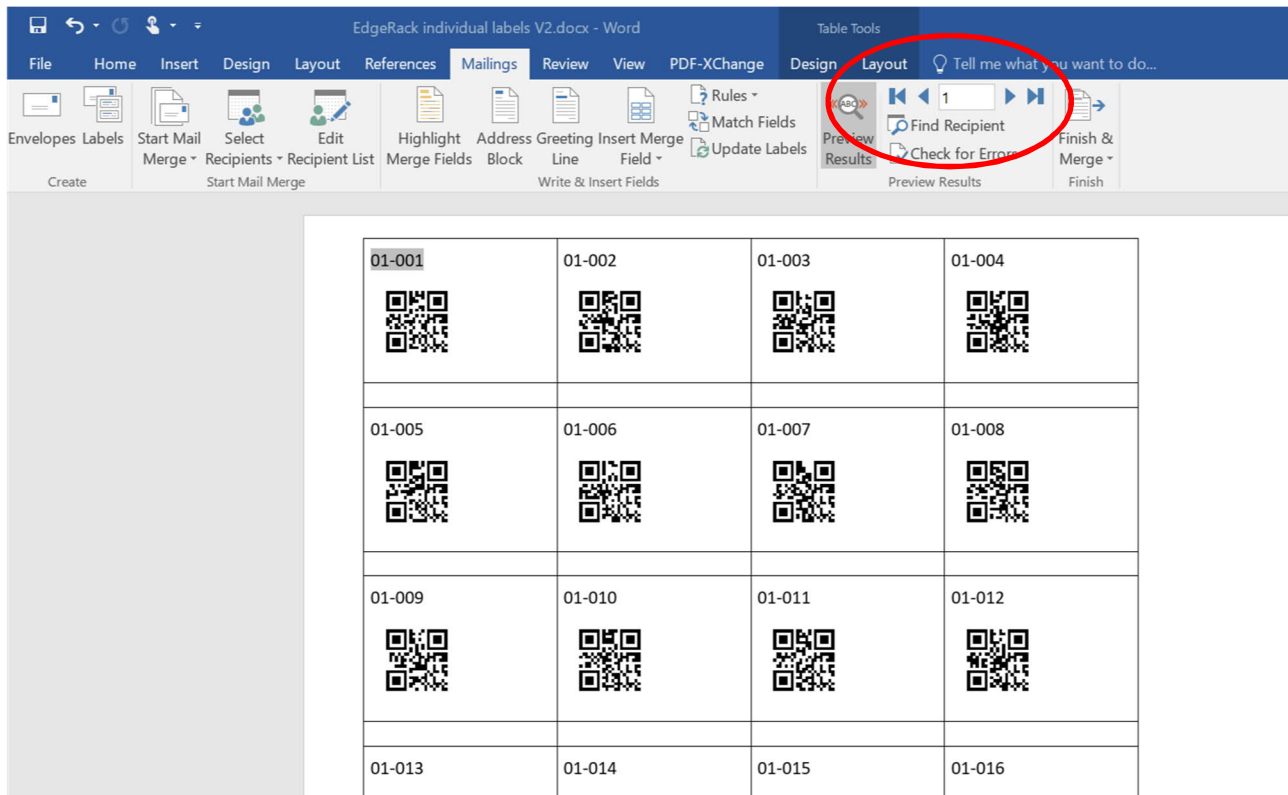 EdgeRack individual labels V2.docx - Word
Table Tools
File Home Insert Design Layout References Mailings Review View PDF-XChange Design Layout Tell me what you want to do...
Envelopes Labels
Start Mail Merge
Select Recipients
Edit Recipient List
Highlight Merge Fields
Address Block
Greeting Line
Insert Merge Field
Rules
Match Fields
Update Labels
«ABC»
Preview Results
1
Find Recipient
Check for Errors
Finish & Merge
Create
Start Mail Merge
Write & Insert Fields
Preview Results
Finish
01-001 01-002 01-003 01-004
01-005 01-006 01-007 01-008
01-009 01-010 01-011 01-012
01-013 01-014 01-015 01-016